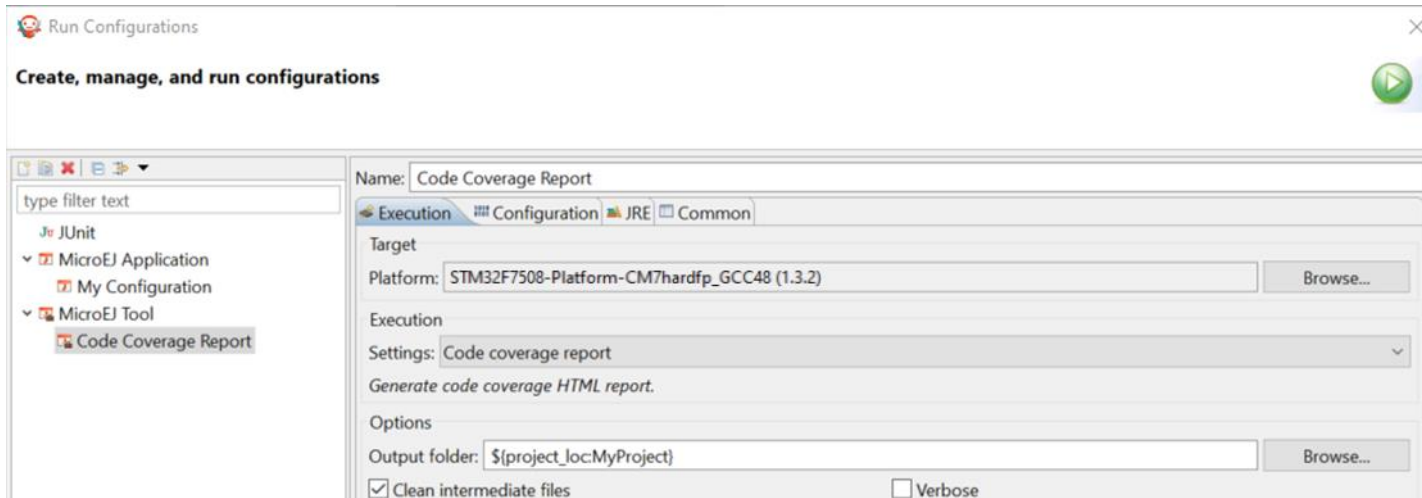 Run Configurations
Create, manage, and run configurations
type filter text
JUnit
MicroEJ Application
My Configuration
MicroEJ Tool
Code Coverage Report
Name: Code Coverage Report
Execution Configuration JRE Common
Target
Platform: STM32F7508-Platform-CM7hardfp_GCC48 (1.3.2) Browse...
Execution
Settings: Code coverage report
Generate code coverage HTML report.
Options
Output folder: ${project_loc:MyProject} Browse...
Clean intermediate files Verbose